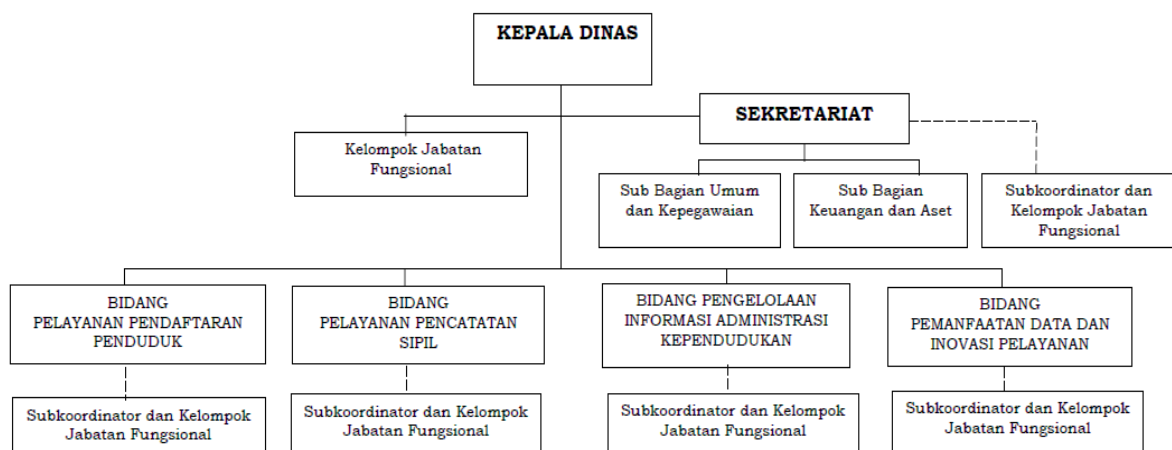 KEPALA DINAS
SEKRETARIAT
Kelompok Jabatan
Fungsional
Sub Bagian Umum
dan Kepegawaian
Sub Bagian
Keuangan dan Aset
Subkoordinator dan
Kelompok Jabatan
Fungsional
BIDANG
PELAYANAN PENDAFTARAN
PENDUDUK
BIDANG
PELAYANAN PENCATATAN
SIPIL
BIDANG PENGELOLAAN
INFORMASI ADMINISTRASI
KEPENDUDUKAN
BIDANG
PEMANFAATAN DATA DAN
INOVASI PELAYANAN
Subkoordinator dan Kelompok
Jabatan Fungsional
Subkoordinator dan Kelompok
Jabatan Fungsional
Subkoordinator dan Kelompok
Jabatan Fungsional
Subkoordinator dan Kelompok
Jabatan Fungsional